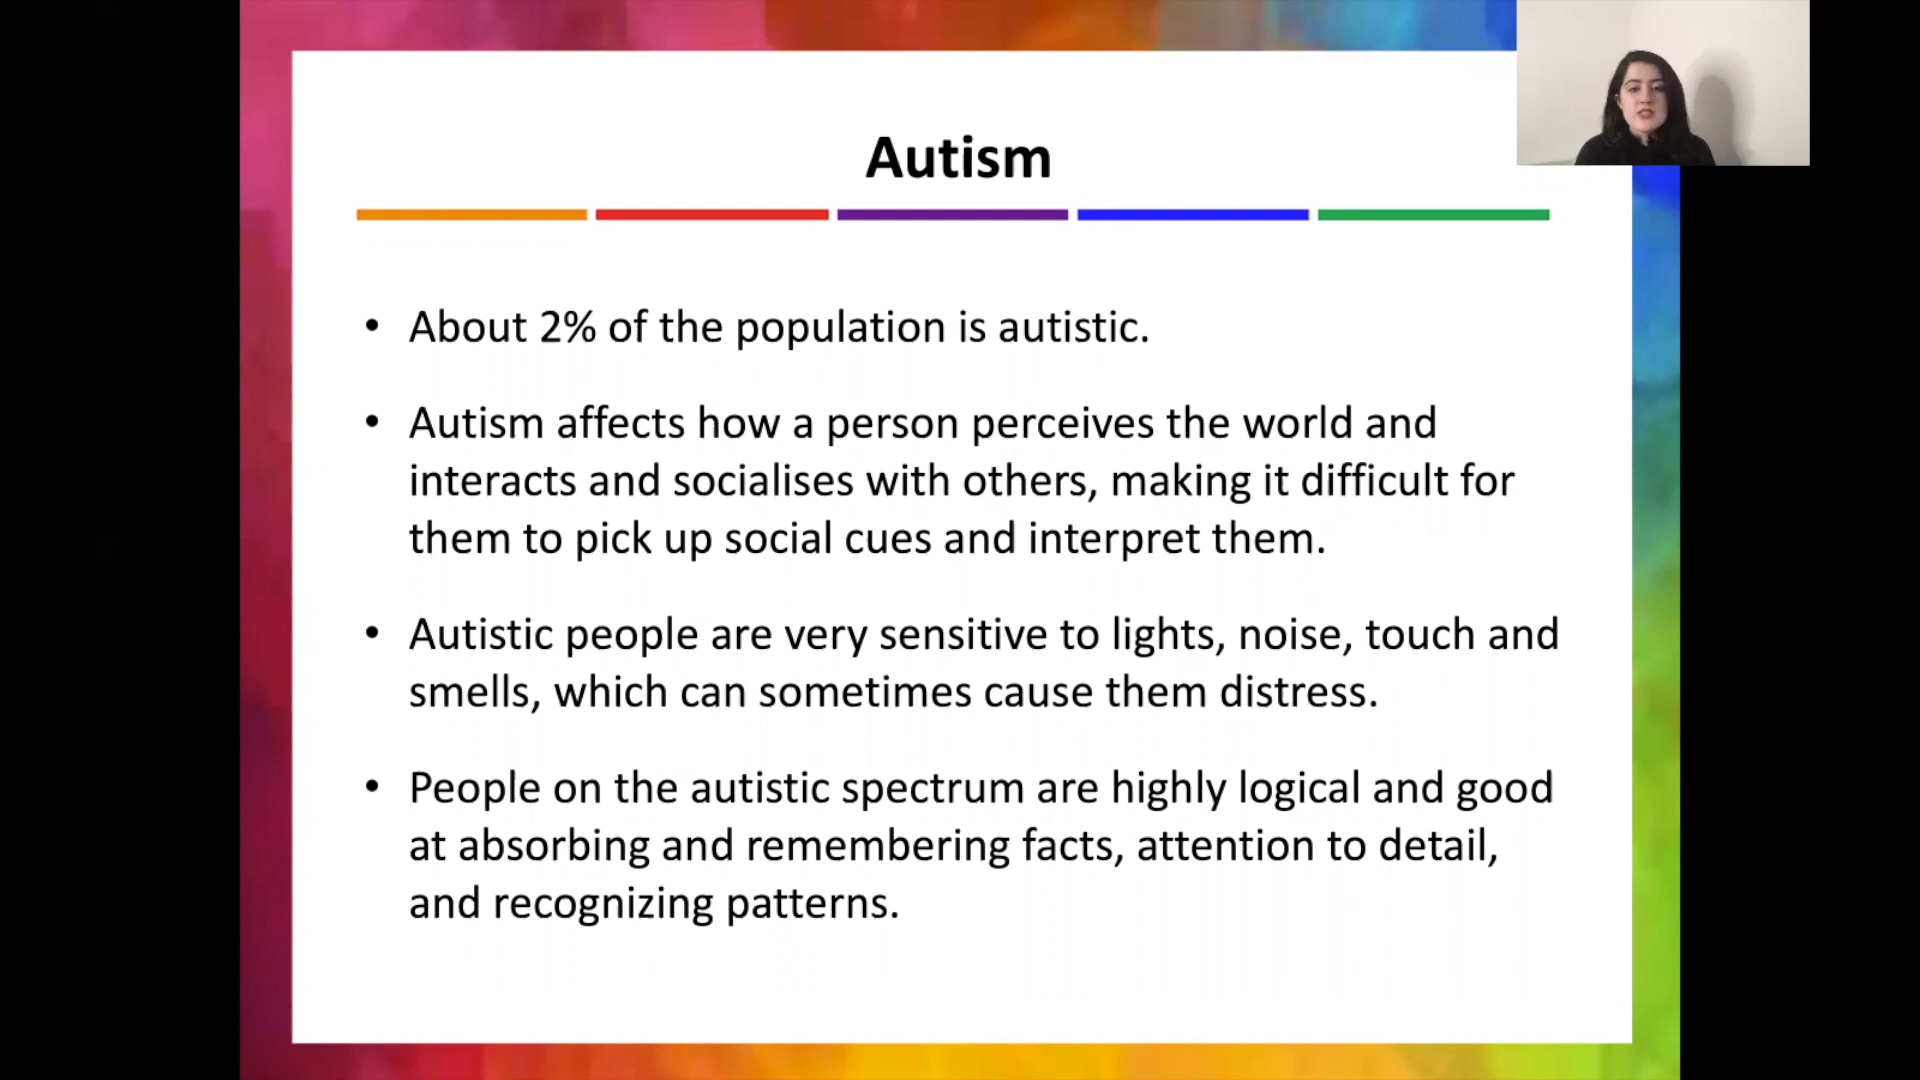 Autism
• About 2% of the population is autistic.
• Autism affects how a person perceives the world and
interacts and socialises with others, making it difficult for
them to pick up social cues and interpret them.
• Autistic people are very sensitive to lights, noise, touch and
smells, which can sometimes cause them distress.
• People on the autistic spectrum are highly logical and good
at absorbing and remembering facts, attention to detail,
and recognizing patterns.